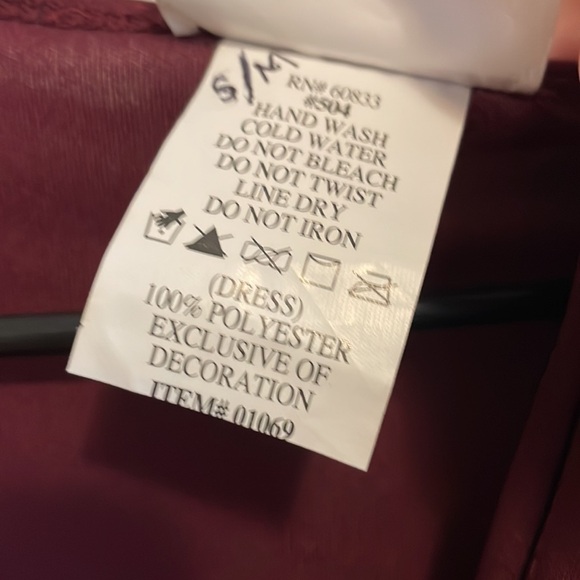 S/M
RN# 60833
#504
HAND WASH
COLD WATER
DO NOT BLEACH
DO NOT TWIST
LINE DRY
DO NOT IRON
(DRESS)
100% POLYESTER
EXCLUSIVE OF
DECORATION
ITEM# 01069